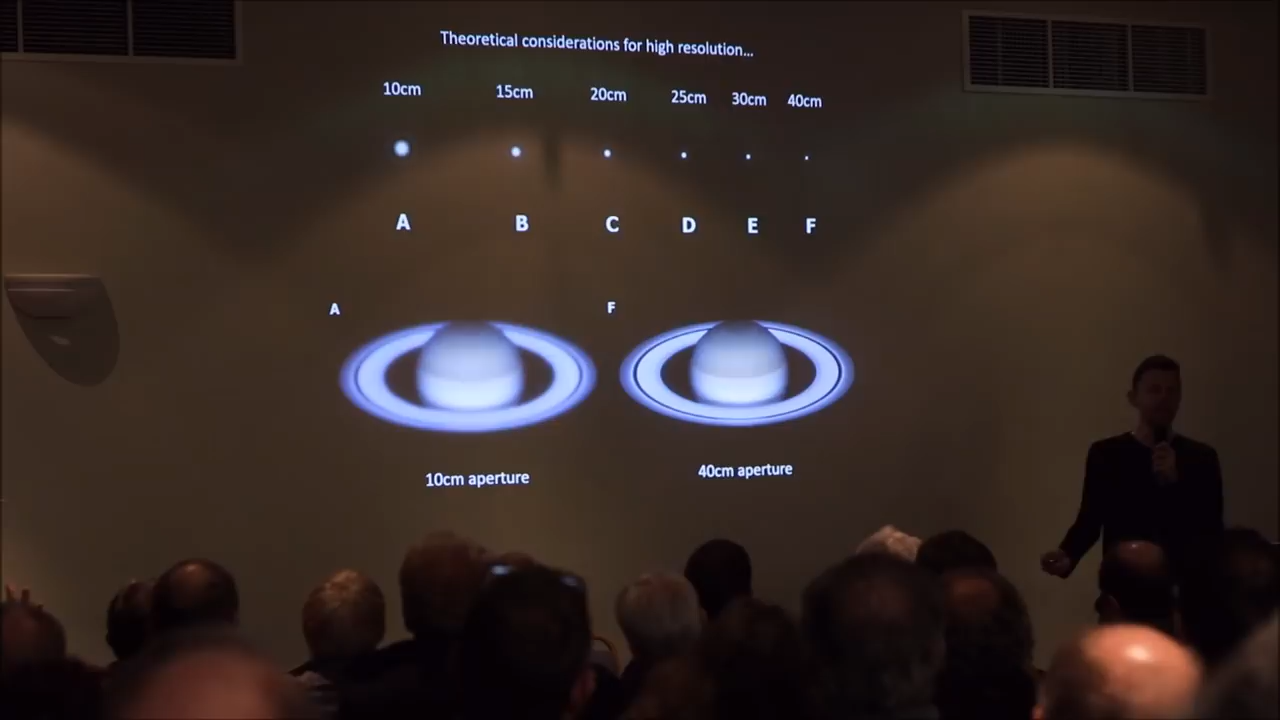 Theoretical considerations for high resolution...
10cm 15cm 20cm 25cm 30cm 40cm
A B C D E F
A F
10cm aperture 40cm aperture